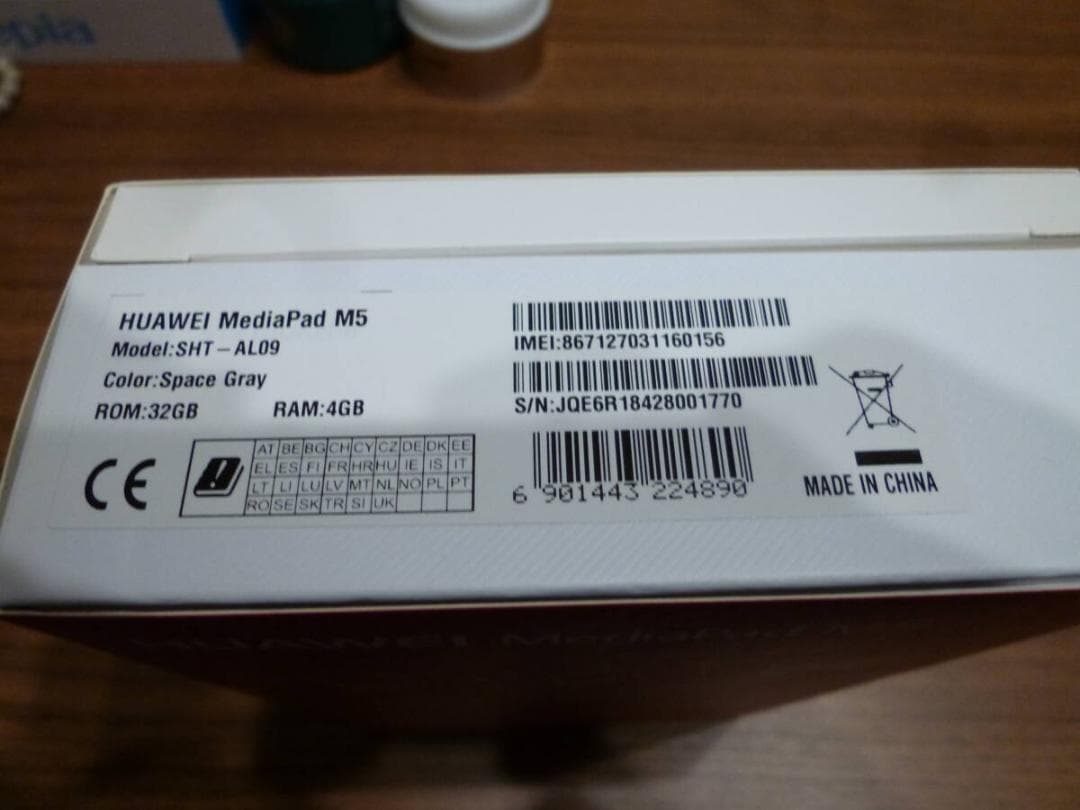 HUAWEI MediaPad M5
Model:SHT-AL09
Color:Space Gray
ROM:32GB RAM:4GB
CE
AT BE BG CH CY CZ DE DK EE
EL ES FI FR HR HU IE IS IT
LT LI LU LV MT NL NO PL PT
RO SE SK TR SI UK
IMEI:867127031160156
S/N:JQE6R18428001770
6 901443 224890
MADE IN CHINA
HUAWEI MediaPad